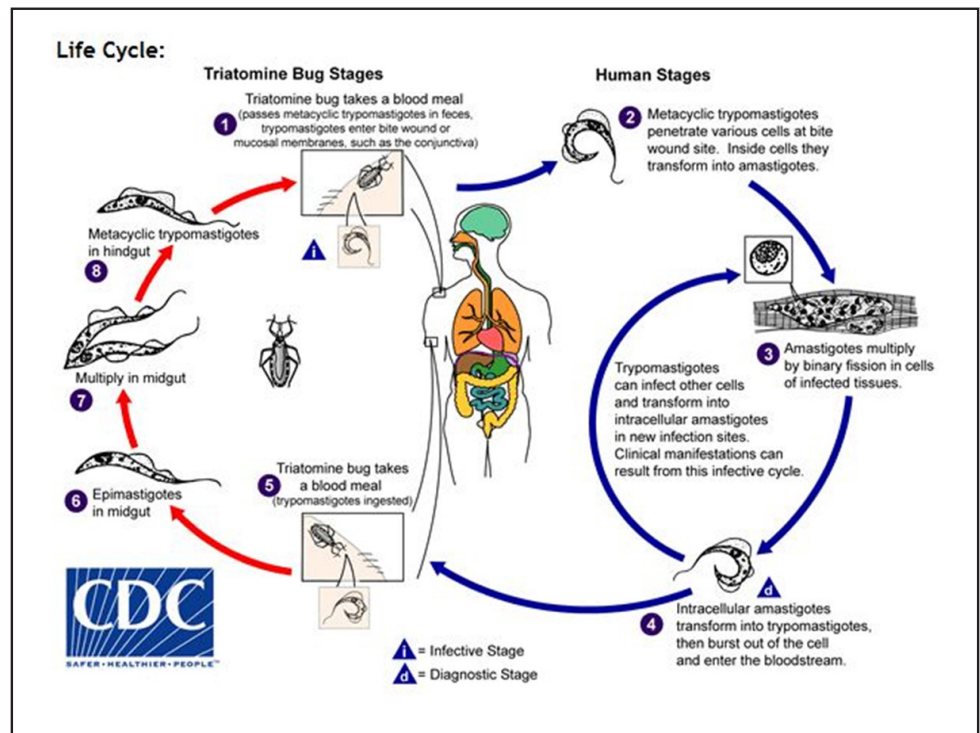 Life Cycle:
Triatomine Bug Stages
Human Stages
1
Triatomine bug takes a blood meal
(passes metacyclic trypomastigotes in feces,
trypomastigotes enter bite wound or
mucosal membranes, such as the conjunctiva)
i
2
Metacyclic trypomastigotes
penetrate various cells at bite
wound site. Inside cells they
transform into amastigotes.
3
Amastigotes multiply
by binary fission in cells
of infected tissues.
Trypomastigotes
can infect other cells
and transform into
intracellular amastigotes
in new infection sites.
Clinical manifestations can
result from this infective cycle.
d
4
Intracellular amastigotes
transform into trypomastigotes,
then burst out of the cell
and enter the bloodstream.
5
Triatomine bug takes
a blood meal
(trypomastigotes ingested)
6
Epimastigotes
in midgut
Multiply in midgut
7
Metacyclic trypomastigotes
in hindgut
8
CDC
SAFER•HEALTHIER•PEOPLE™
i = Infective Stage
d = Diagnostic Stage